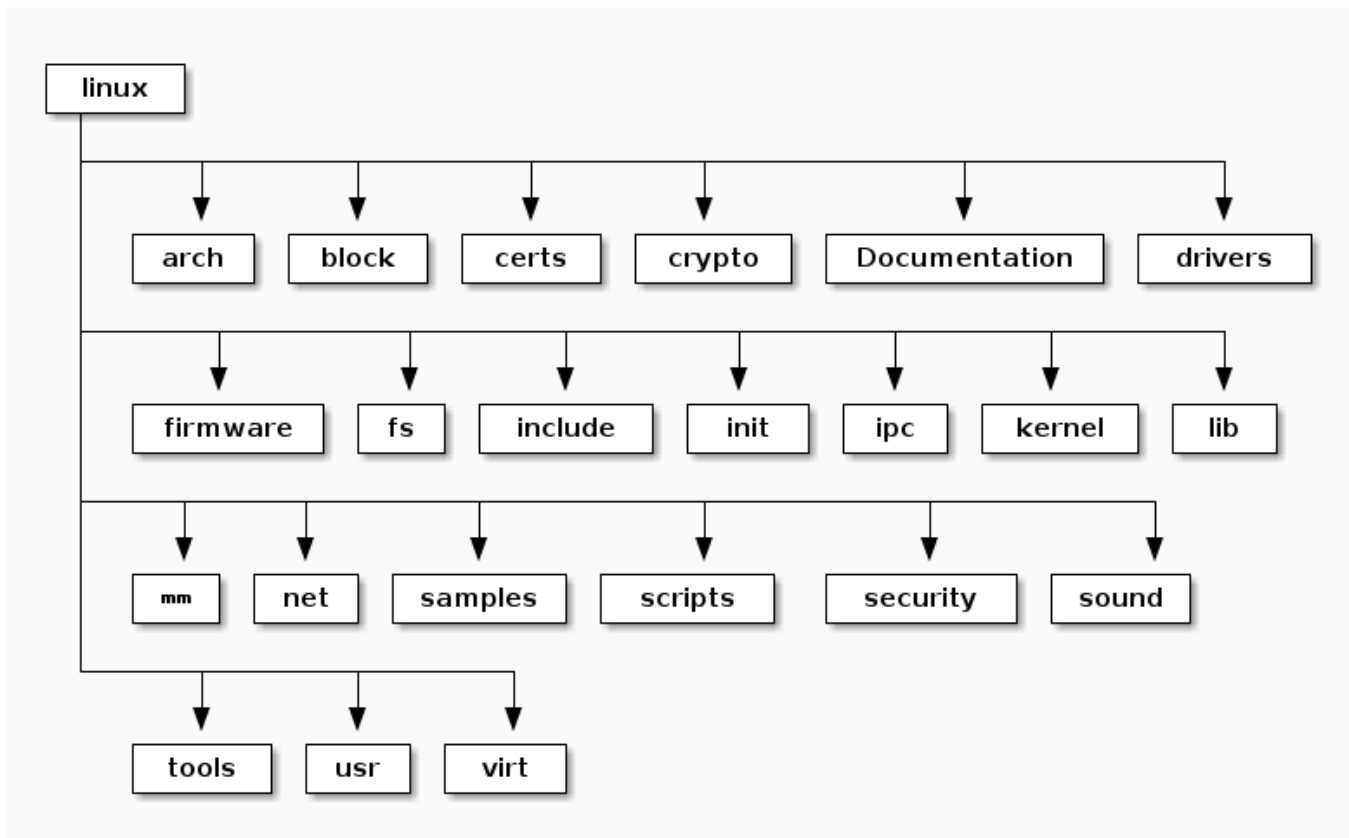 linux
arch block certs crypto Documentation drivers
firmware fs include init ipc kernel lib
mm net samples scripts security sound
tools usr virt